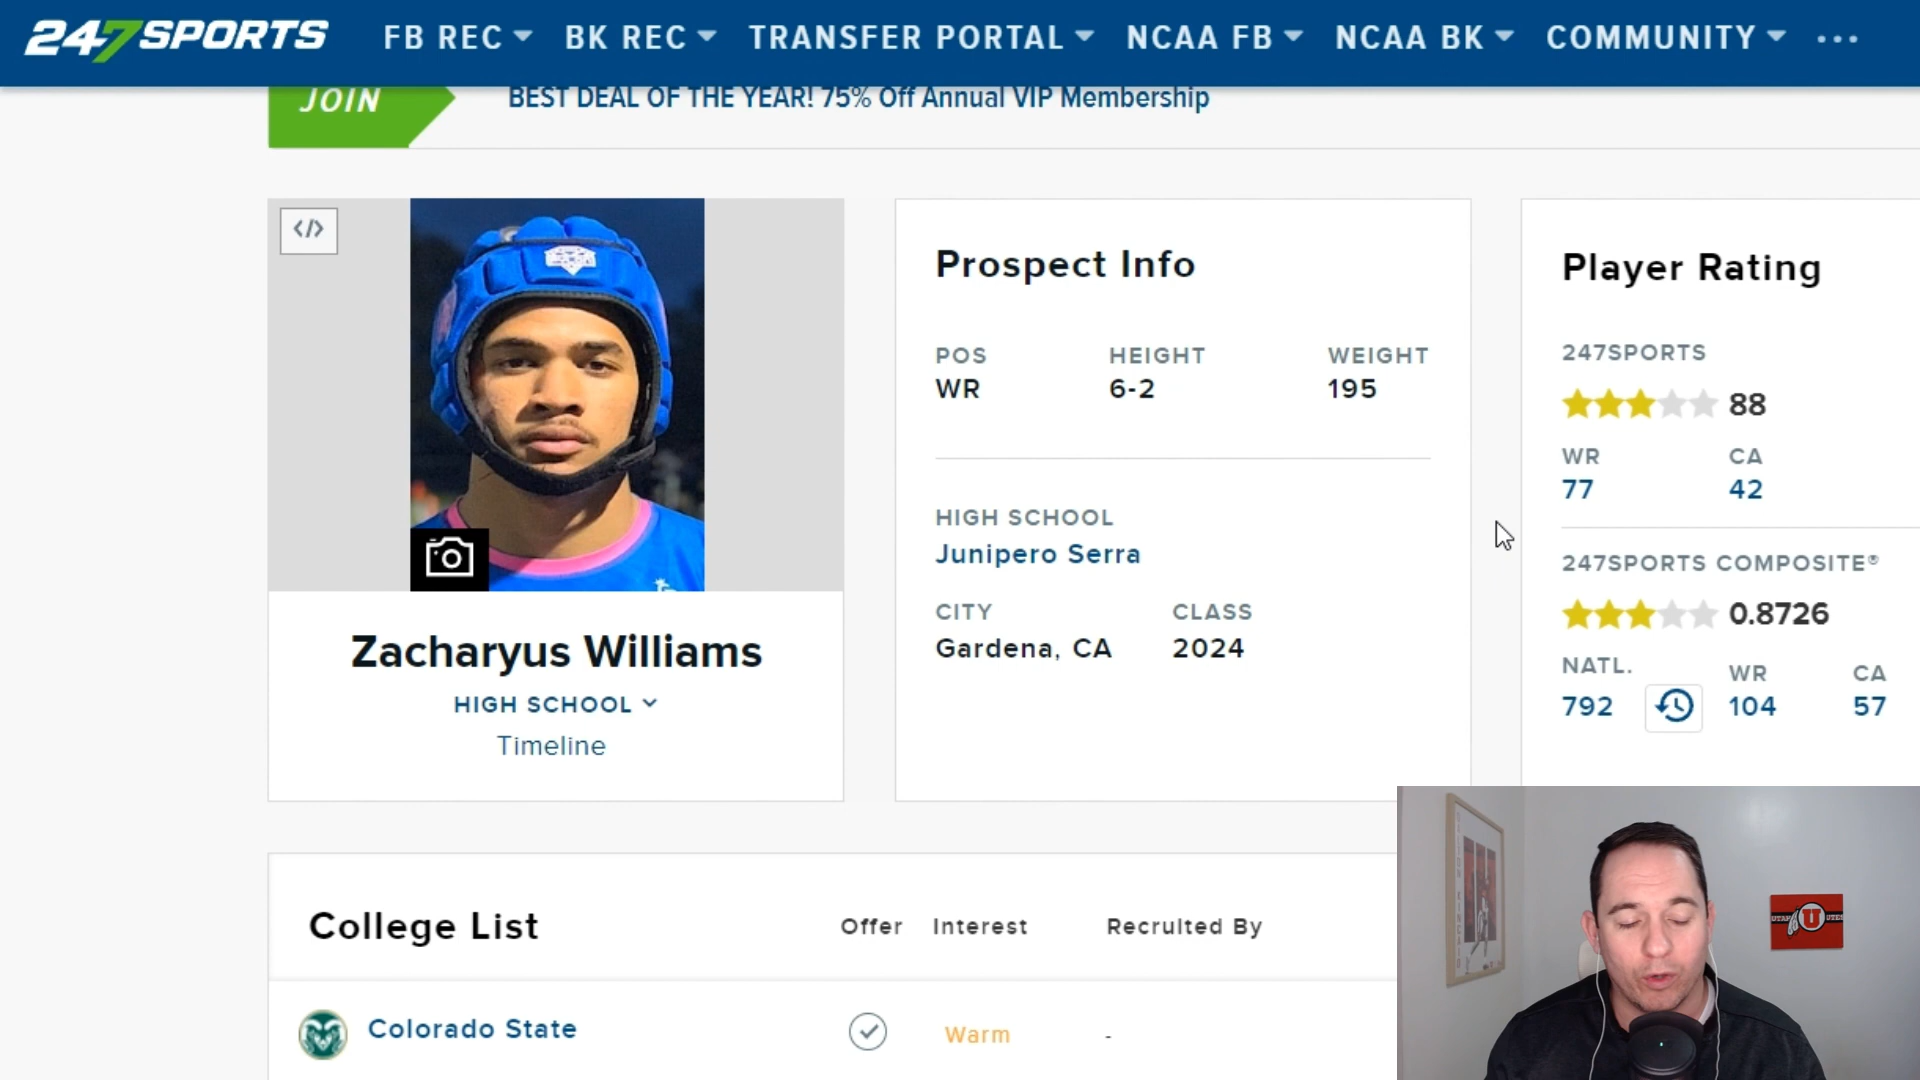 247SPORTS FB REC BK REC TRANSFER PORTAL NCAA FB NCAA BK COMMUNITY ...
JOIN BEST DEAL OF THE YEAR! 75% Off Annual VIP Membership
</>
Zacharyus Williams
HIGH SCHOOL
Timeline
Prospect Info
POS HEIGHT WEIGHT
WR 6-2 195
HIGH SCHOOL
Junipero Serra
CITY CLASS
Gardena, CA 2024
Player Rating
247SPORTS
88
WR CA
77 42
247SPORTS COMPOSITE®
0.8726
NATL. WR CA
792 104 57
College List Offer Interest Recruited By
Colorado State Warm -
UTAH U UTES